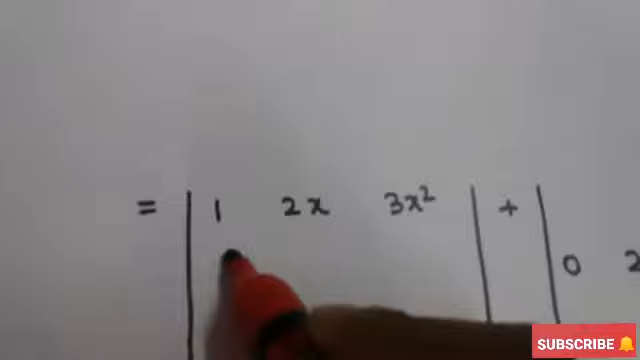 = | 1 2x 3x² | + |
0 2
SUBSCRIBE